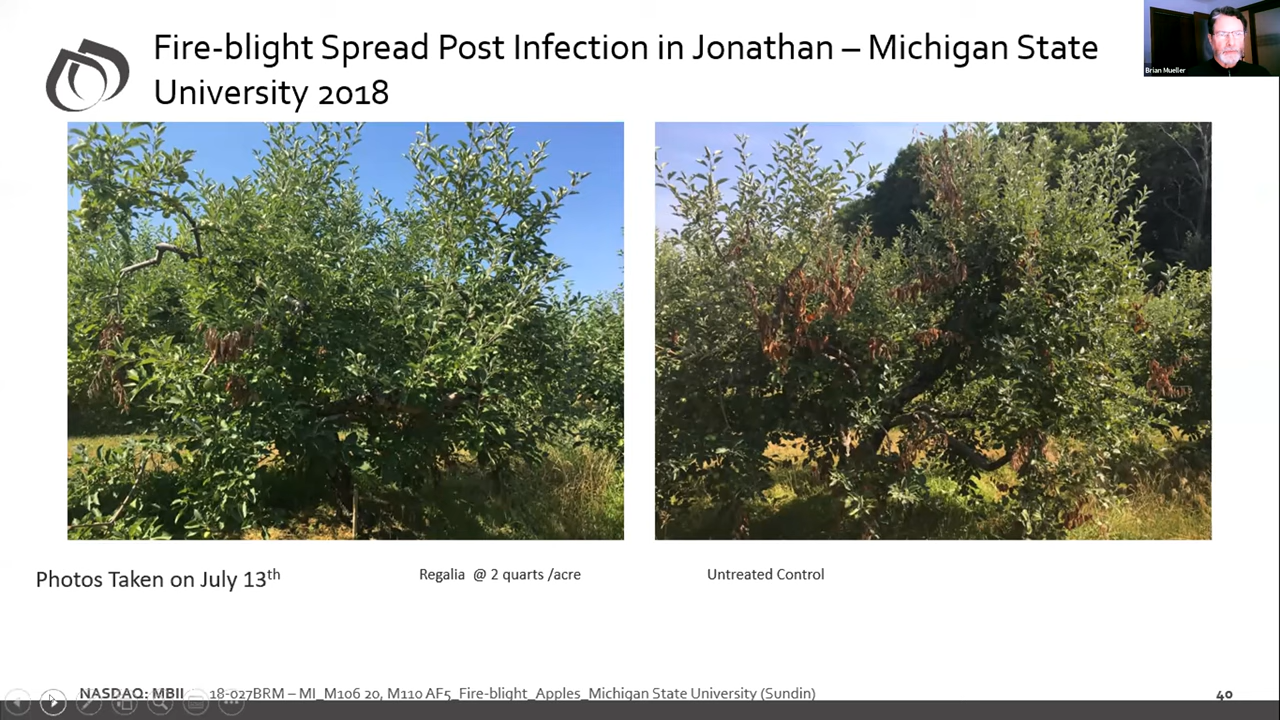 Fire-blight Spread Post Infection in Jonathan – Michigan State
University 2018
Brian Mueller
Photos Taken on July 13th
Regalia @ 2 quarts /acre
Untreated Control
NASDAQ: MBII
18-027BRM – MI_M106 20, M110 AF5_Fire-blight_Apples_Michigan State University (Sundin)
40